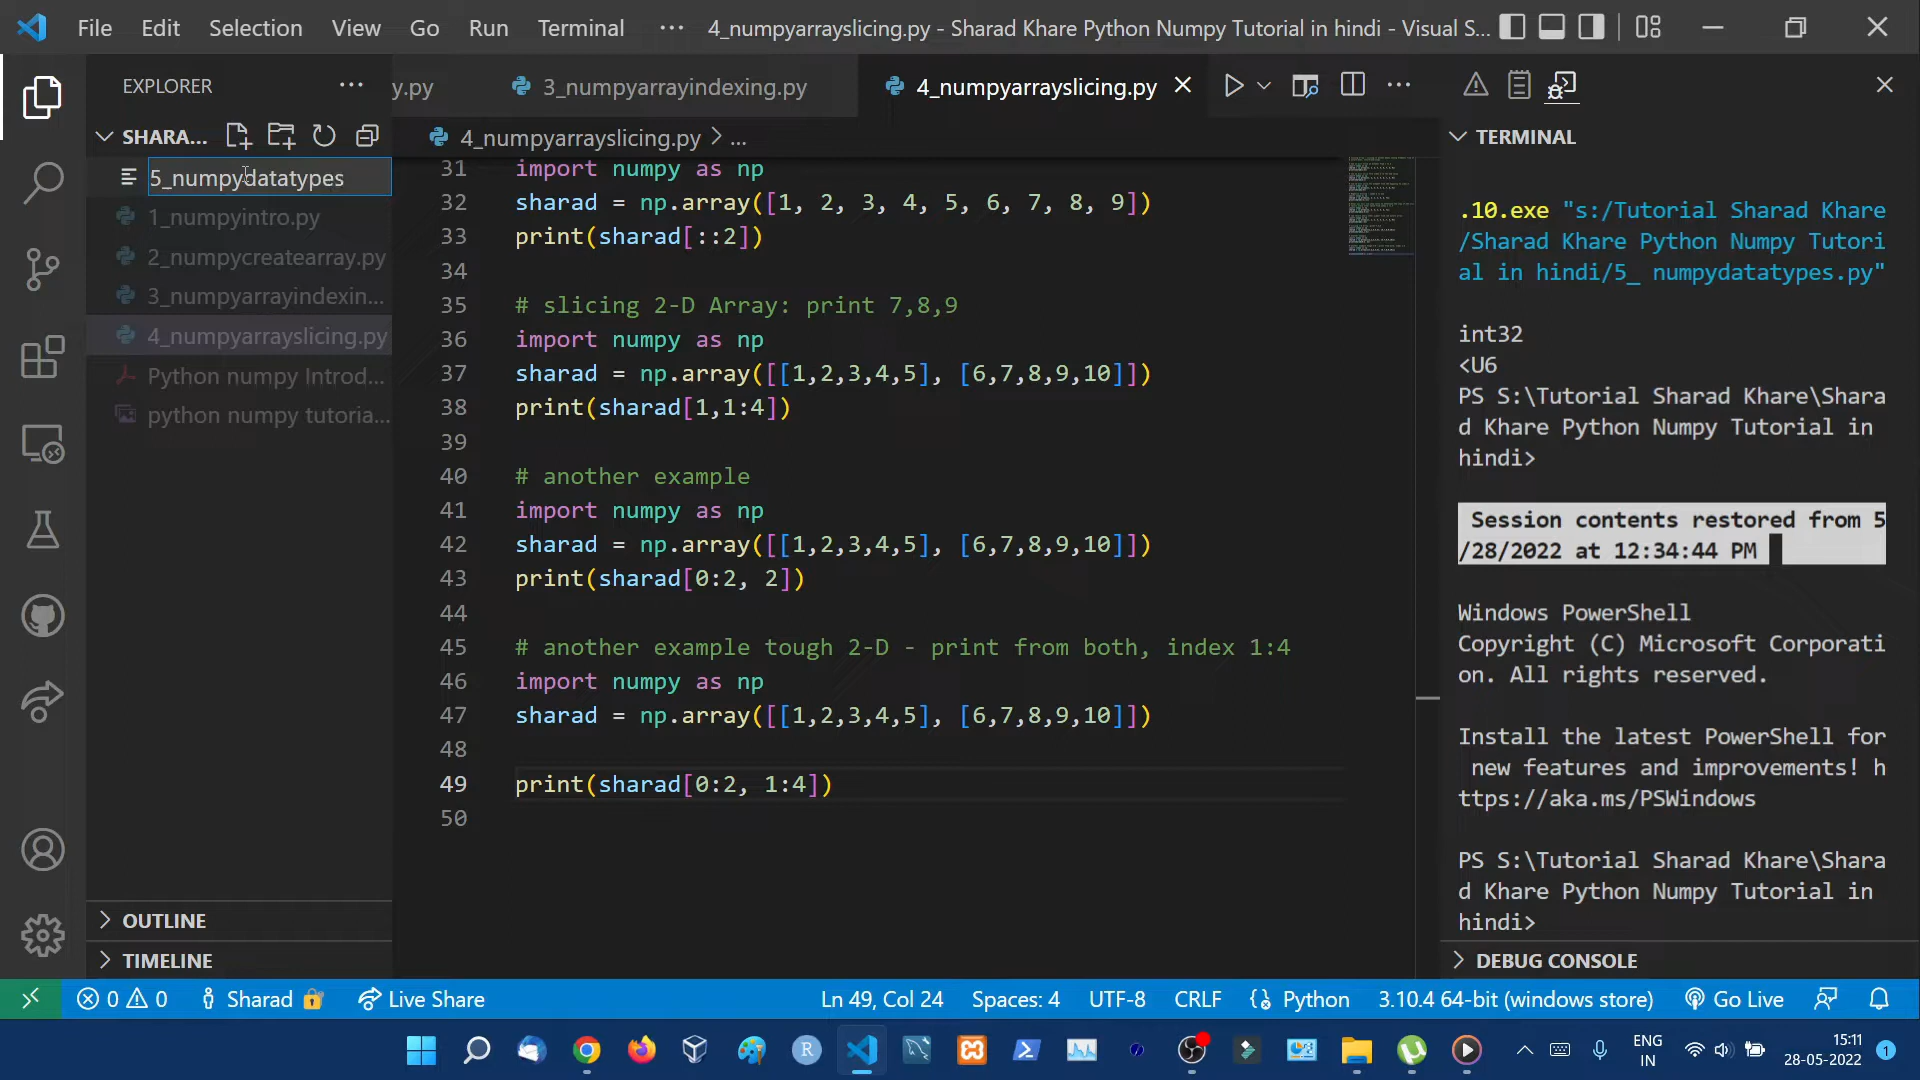 File Edit Selection View Go Run Terminal ··· 4_numpyarrayslicing.py - Sharad Khare Python Numpy Tutorial in hindi - Visual S...
EXPLORER ···
y.py 3_numpyarrayindexing.py 4_numpyarrayslicing.py
SHARA...
5_numpydatatypes
1_numpyintro.py
2_numpycreatearray.py
3_numpyarrayindexin...
4_numpyarrayslicing.py
Python numpy Introd...
python numpy tutoria...
OUTLINE
TIMELINE
4_numpyarrayslicing.py > ...
31 import numpy as np
32 sharad = np.array([1, 2, 3, 4, 5, 6, 7, 8, 9])
33 print(sharad[::2])
34
35 # slicing 2-D Array: print 7,8,9
36 import numpy as np
37 sharad = np.array([[1,2,3,4,5], [6,7,8,9,10]])
38 print(sharad[1,1:4])
39
40 # another example
41 import numpy as np
42 sharad = np.array([[1,2,3,4,5], [6,7,8,9,10]])
43 print(sharad[0:2, 2])
44
45 # another example tough 2-D - print from both, index 1:4
46 import numpy as np
47 sharad = np.array([[1,2,3,4,5], [6,7,8,9,10]])
48
49 print(sharad[0:2, 1:4])
50
TERMINAL
.10.exe "s:/Tutorial Sharad Khare
/Sharad Khare Python Numpy Tutori
al in hindi/5_ numpydatatypes.py"
int32
<U6
PS S:\Tutorial Sharad Khare\Shara
d Khare Python Numpy Tutorial in
hindi>
Session contents restored from 5
/28/2022 at 12:34:44 PM
Windows PowerShell
Copyright (C) Microsoft Corporati
on. All rights reserved.
Install the latest PowerShell for
new features and improvements! h
ttps://aka.ms/PSWindows
PS S:\Tutorial Sharad Khare\Shara
d Khare Python Numpy Tutorial in
hindi>
DEBUG CONSOLE
0 0 Sharad Live Share Ln 49, Col 24 Spaces: 4 UTF-8 CRLF Python 3.10.4 64-bit (windows store) Go Live
R
ENG
IN
15:11
28-05-2022
1